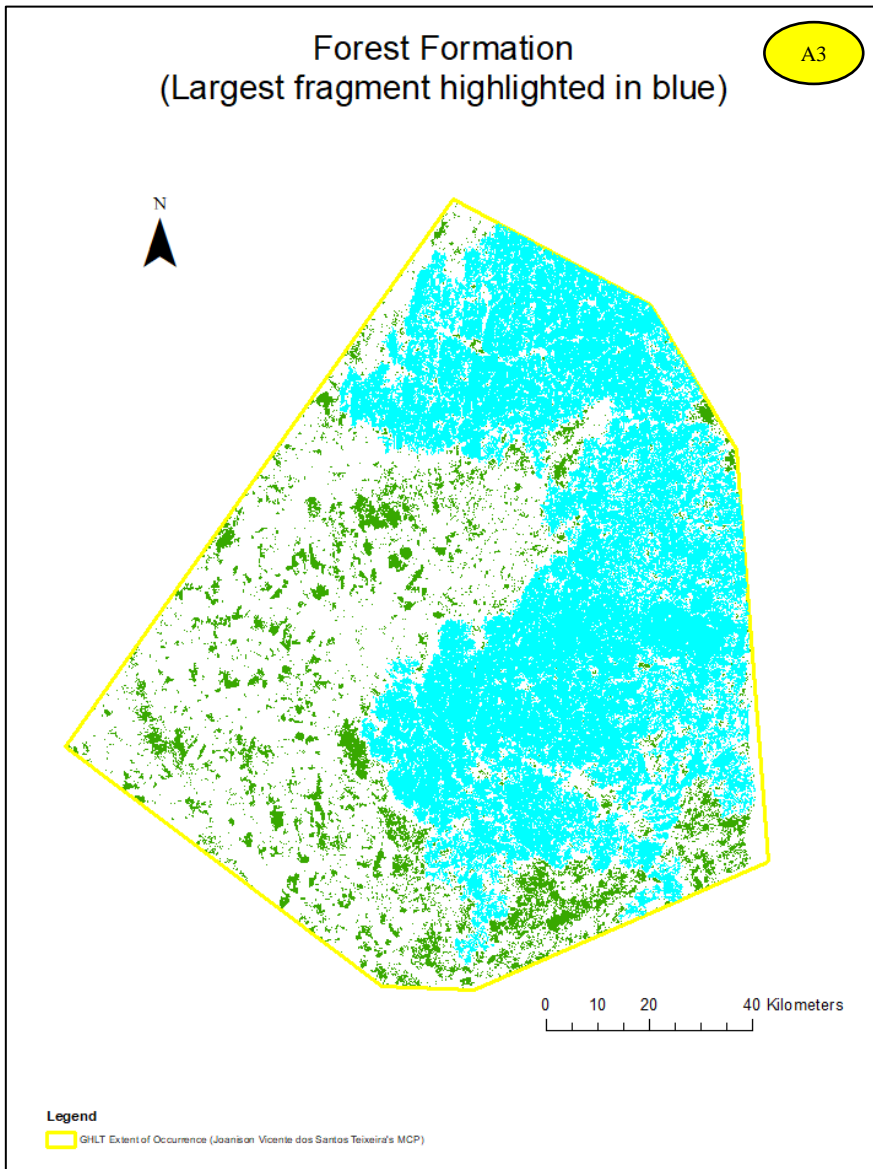 Forest Formation
(Largest fragment highlighted in blue)
A3
N
0 10 20 40 Kilometers
Legend
GHLT Extent of Occurrence (Joanison Vicente dos Santos Teixeira's MCP)